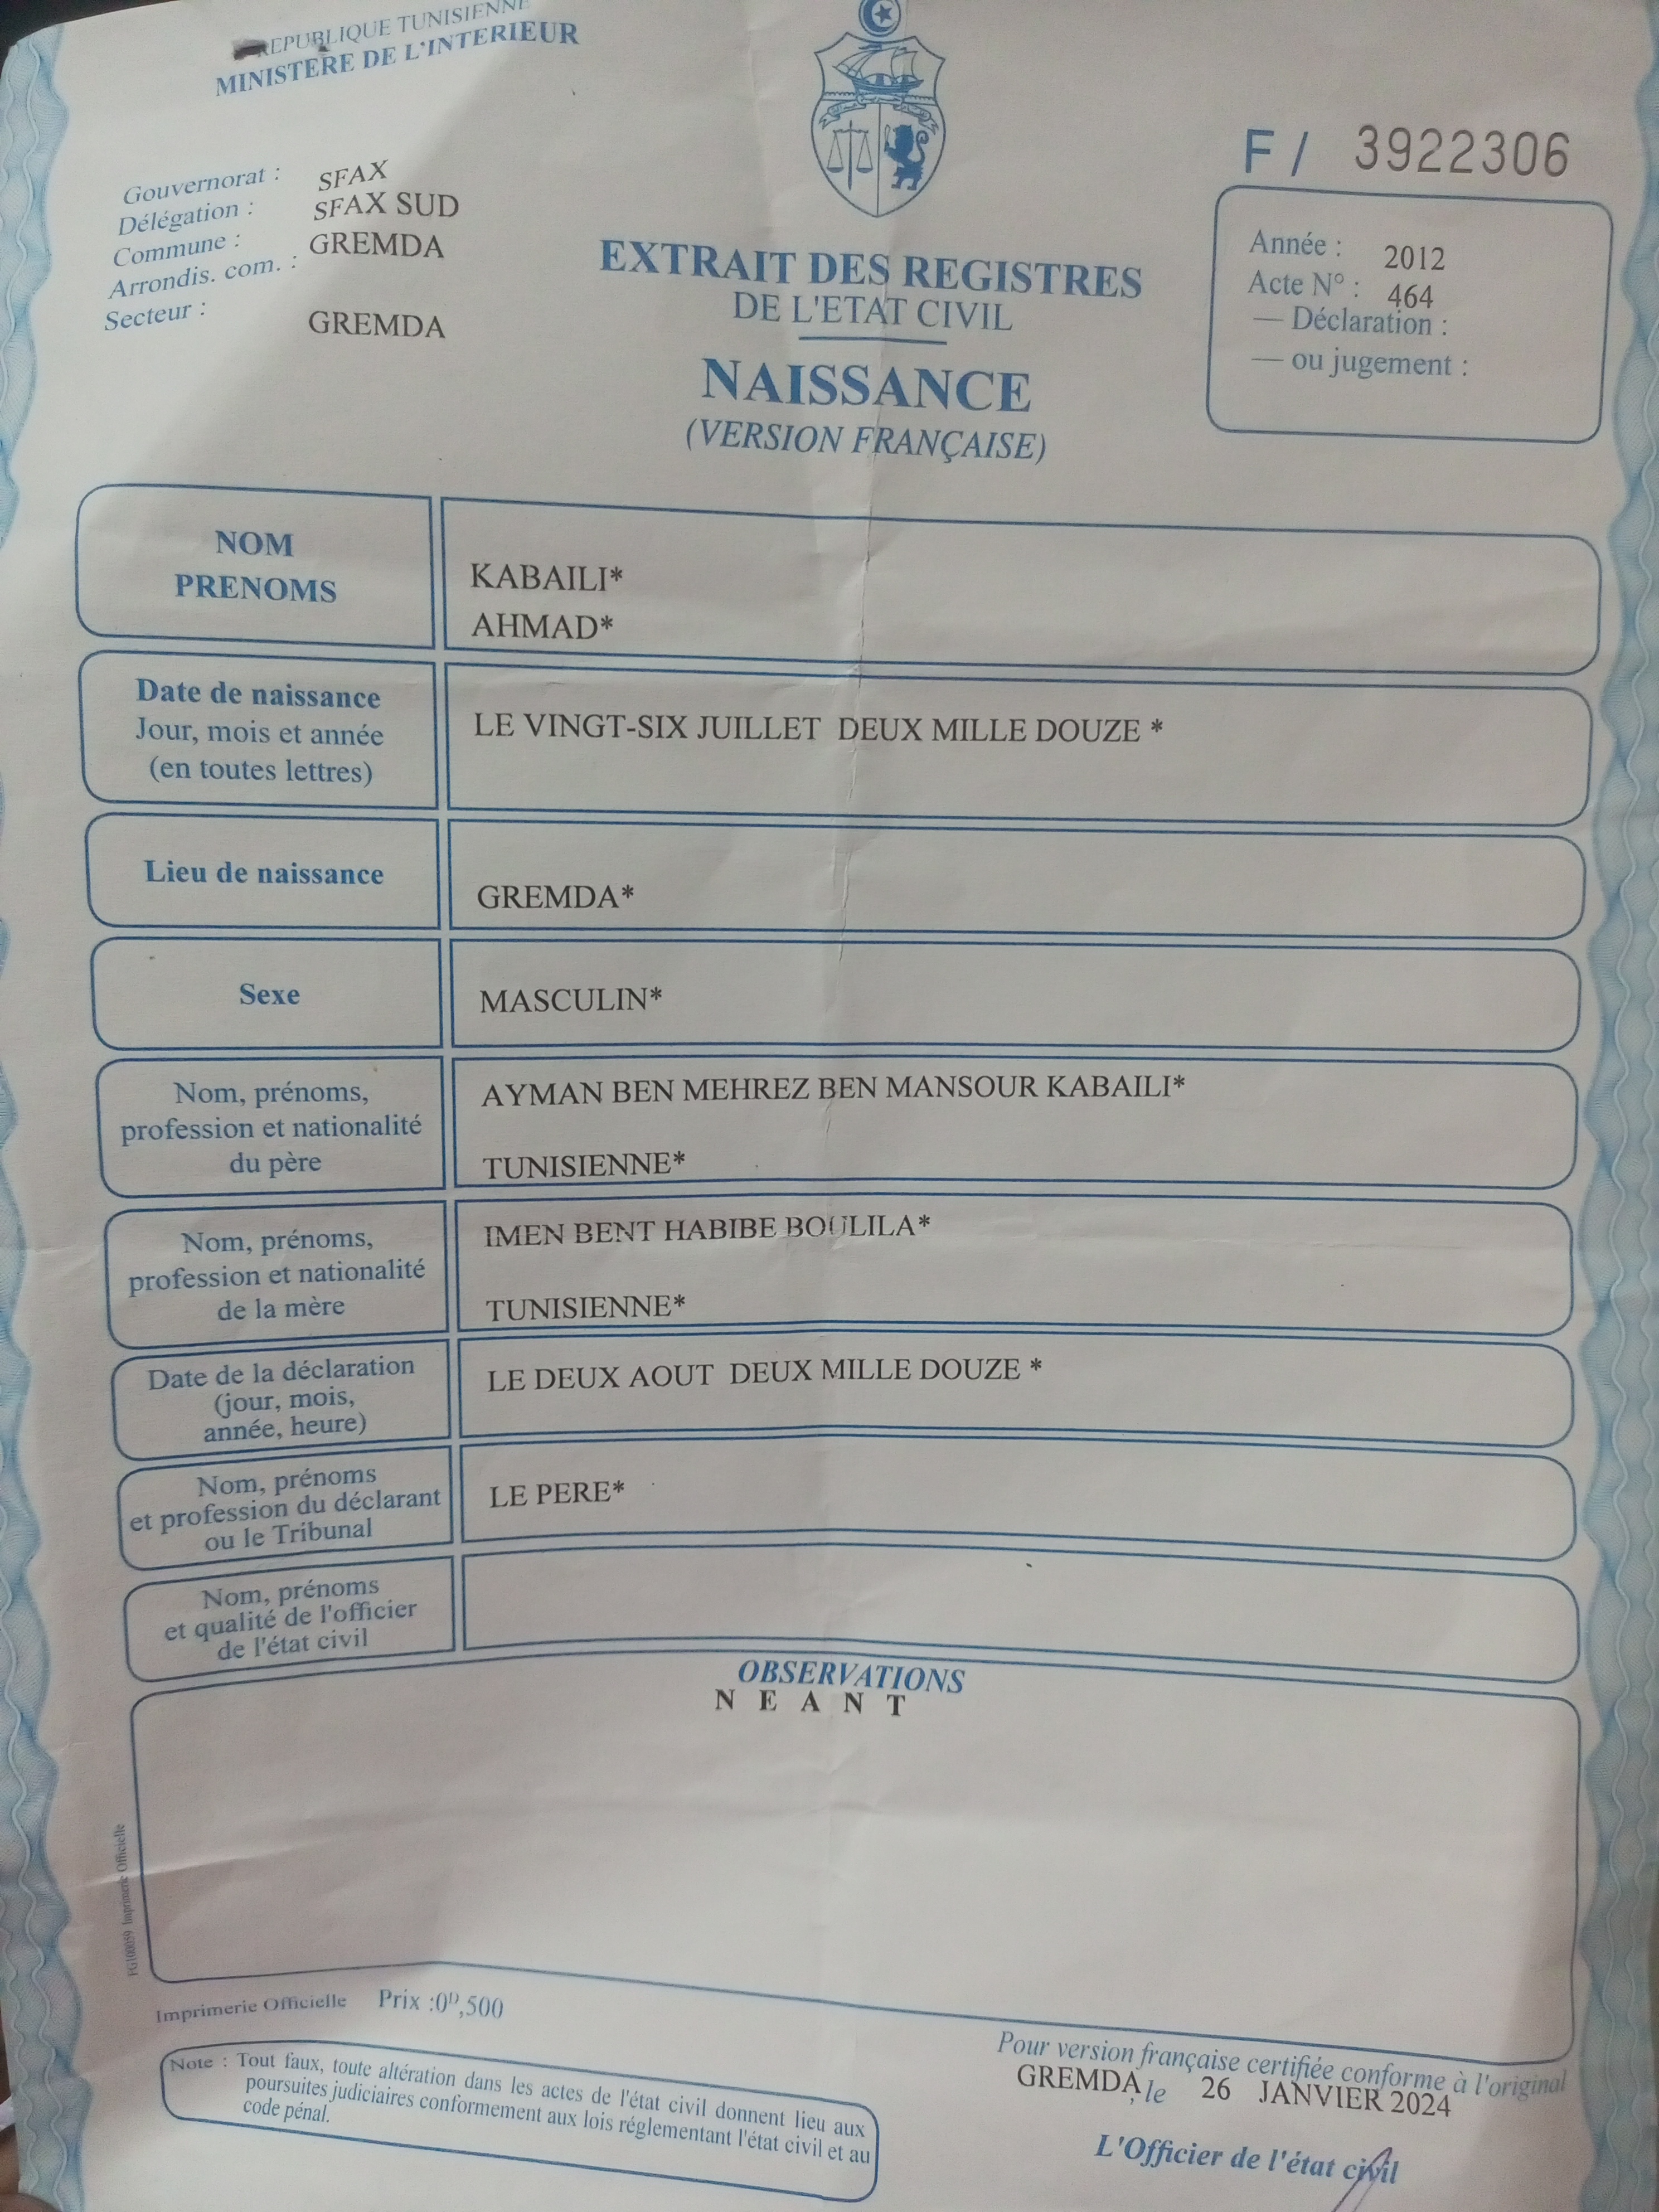 REPUBLIQUE TUNISIENNE
MINISTERE DE L'INTERIEUR
Gouvernorat : SFAX
Délégation : SFAX SUD
Commune : GREMDA
Arrondis. com. :
Secteur : GREMDA
F / 3922306
Année : 2012
Acte N° : 464
— Déclaration :
— ou jugement :
EXTRAIT DES REGISTRES
DE L'ETAT CIVIL
NAISSANCE
(VERSION FRANÇAISE)
NOM
PRENOMS
KABAILI*
AHMAD*
Date de naissance
Jour, mois et année
(en toutes lettres)
LE VINGT-SIX JUILLET DEUX MILLE DOUZE *
Lieu de naissance
GREMDA*
Sexe
MASCULIN*
Nom, prénoms,
profession et nationalité
du père
AYMAN BEN MEHREZ BEN MANSOUR KABAILI*
TUNISIENNE*
Nom, prénoms,
profession et nationalité
de la mère
IMEN BENT HABIBE BOULILA*
TUNISIENNE*
Date de la déclaration
(jour, mois,
année, heure)
LE DEUX AOUT DEUX MILLE DOUZE *
Nom, prénoms
et profession du déclarant
ou le Tribunal
LE PERE*
Nom, prénoms
et qualité de l'officier
de l'état civil
OBSERVATIONS
N E A N T
FG100059 Imprimerie Officielle
Imprimerie Officielle Prix :0D,500
Note : Tout faux, toute altération dans les actes de l'état civil donnent lieu aux
poursuites judiciaires conformement aux lois réglementant l'état civil et au
code pénal.
Pour version française certifiée conforme à l'original
GREMDA, le 26 JANVIER 2024
L'Officier de l'état civil